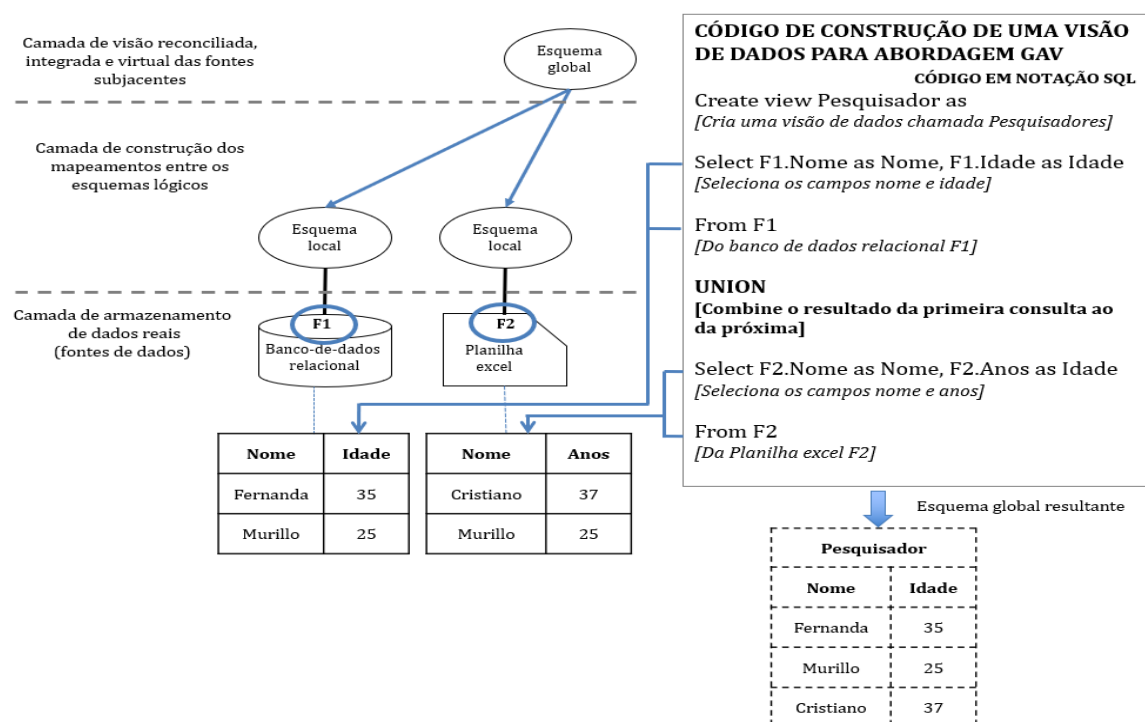 Camada de visão reconciliada,
integrada e virtual das fontes
subjacentes
Esquema
global
Camada de construção dos
mapeamentos entre os
esquemas lógicos
Esquema
local
Esquema
local
Camada de armazenamento
de dados reais
(fontes de dados)
F1
Banco-de-dados
relacional
F2
Planilha
excel
Nome Idade
Fernanda 35
Murillo 25
Nome Anos
Cristiano 37
Murillo 25
CÓDIGO DE CONSTRUÇÃO DE UMA VISÃO
DE DADOS PARA ABORDAGEM GAV
CÓDIGO EM NOTAÇÃO SQL
Create view Pesquisador as
[Cria uma visão de dados chamada Pesquisadores]
Select F1.Nome as Nome, F1.Idade as Idade
[Seleciona os campos nome e idade]
From F1
[Do banco de dados relacional F1]
UNION
[Combine o resultado da primeira consulta ao
da próxima]
Select F2.Nome as Nome, F2.Anos as Idade
[Seleciona os campos nome e anos]
From F2
[Da Planilha excel F2]
Esquema global resultante
Pesquisador
Nome Idade
Fernanda 35
Murillo 25
Cristiano 37